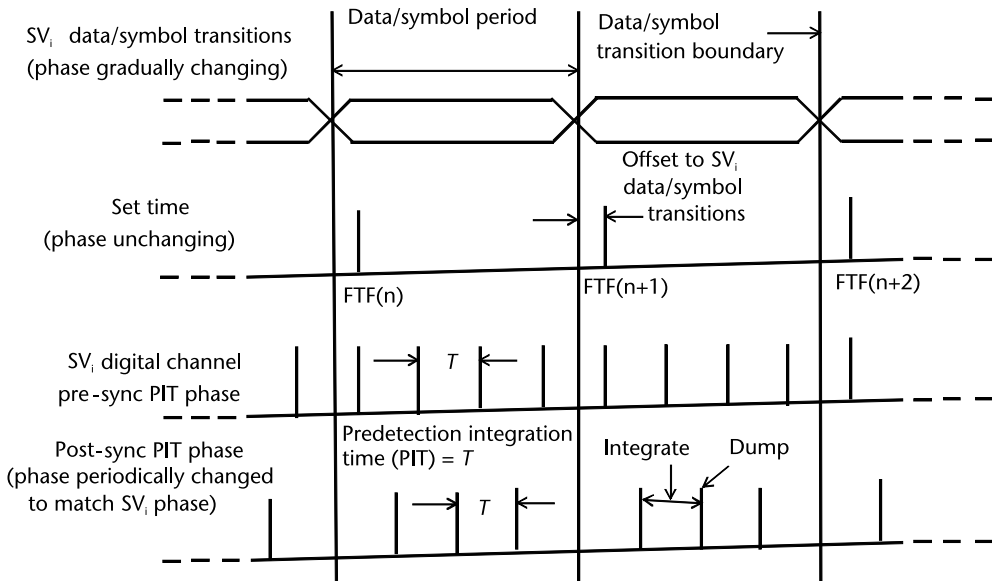 Data/symbol period
Data/symbol
transition boundary
SVi data/symbol transitions
(phase gradually changing)
Offset to SVi
data/symbol
transitions
Set time
(phase unchanging)
FTF(n)
FTF(n+1)
FTF(n+2)
SVi digital channel
pre-sync PIT phase
T
Predetection integration
time (PIT) = T
Post-sync PIT phase
(phase periodically changed
to match SVi phase)
Integrate
Dump
T